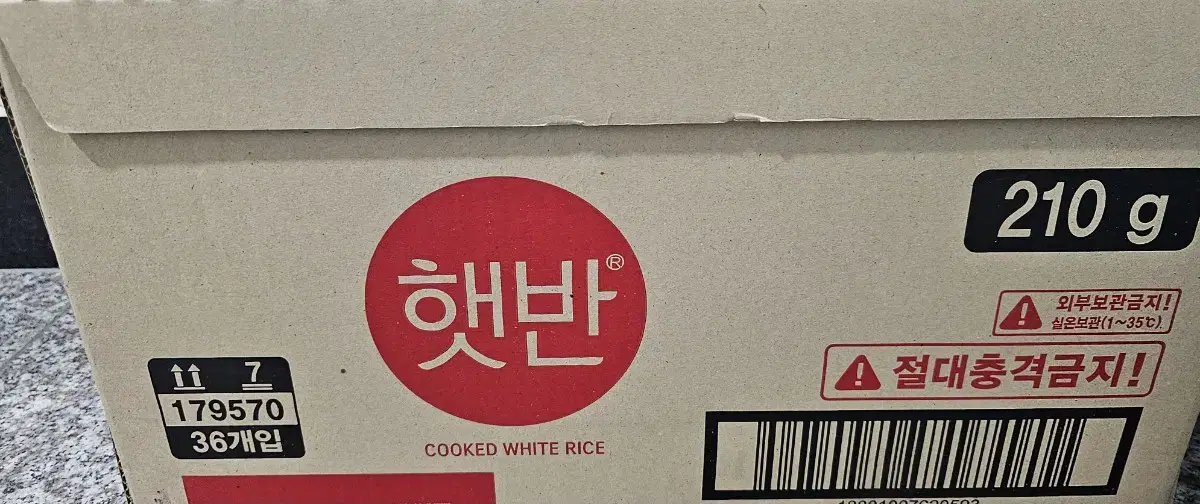 210 g
햇반®
외부보관금지!
실온보관(1~35℃)
절대충격금지!
7
179570
36개입
COOKED WHITE RICE